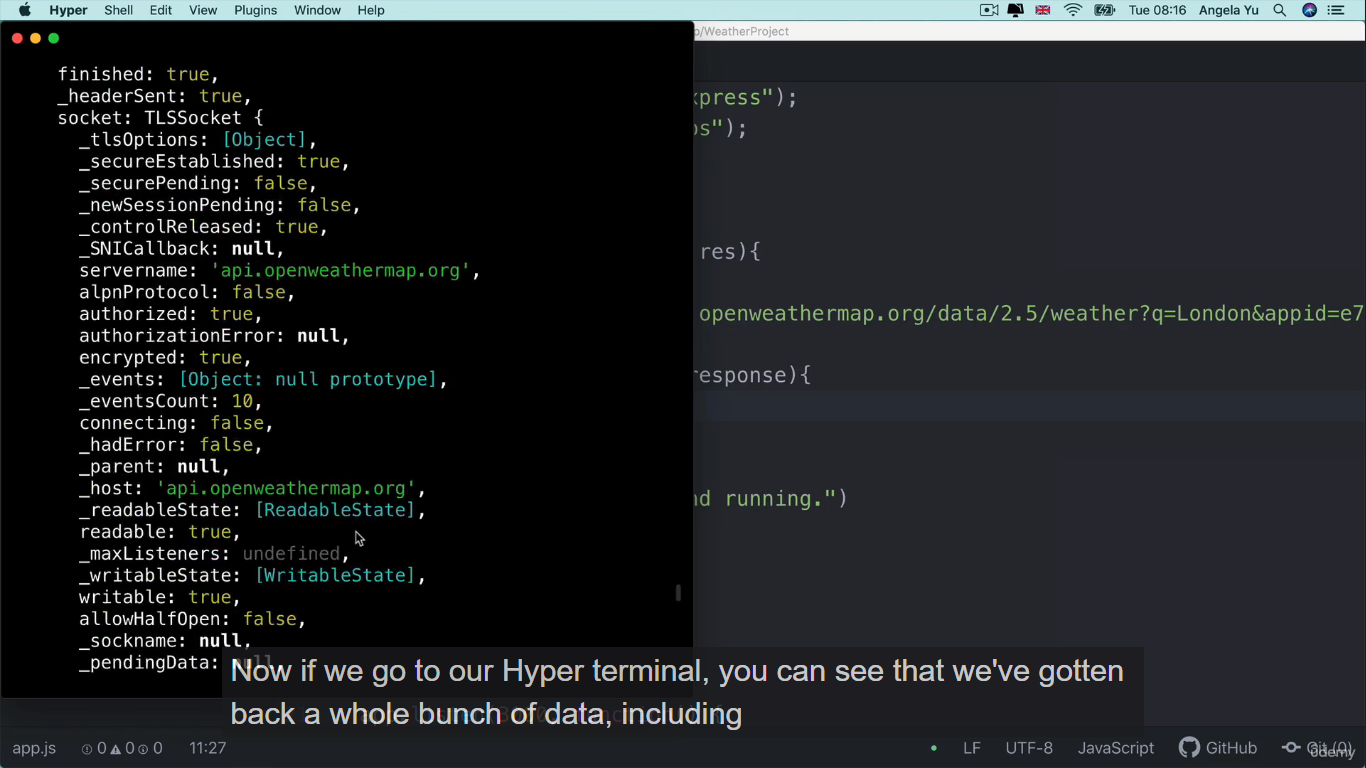 Hyper Shell Edit View Plugins Window Help Tue 08:16 Angela Yu
/WeatherProject
finished: true,
_headerSent: true,
socket: TLSSocket {
_tlsOptions: [Object],
_secureEstablished: true,
_securePending: false,
_newSessionPending: false,
_controlReleased: true,
_SNICallback: null,
servername: 'api.openweathermap.org',
alpnProtocol: false,
authorized: true,
authorizationError: null,
encrypted: true,
_events: [Object: null prototype],
_eventsCount: 10,
connecting: false,
_hadError: false,
_parent: null,
_host: 'api.openweathermap.org',
_readableState: [ReadableState],
readable: true,
_maxListeners: undefined,
_writableState: [WritableState],
writable: true,
allowHalfOpen: false,
_sockname: null,
_pendingData: null,
xpress");
ps");
res){
openweathermap.org/data/2.5/weather?q=London&appid=e7
esponse){
nd running.")
Now if we go to our Hyper terminal, you can see that we've gotten
back a whole bunch of data, including
app.js 0 0 0 11:27 LF UTF-8 JavaScript GitHub Git (0)
ûdemy